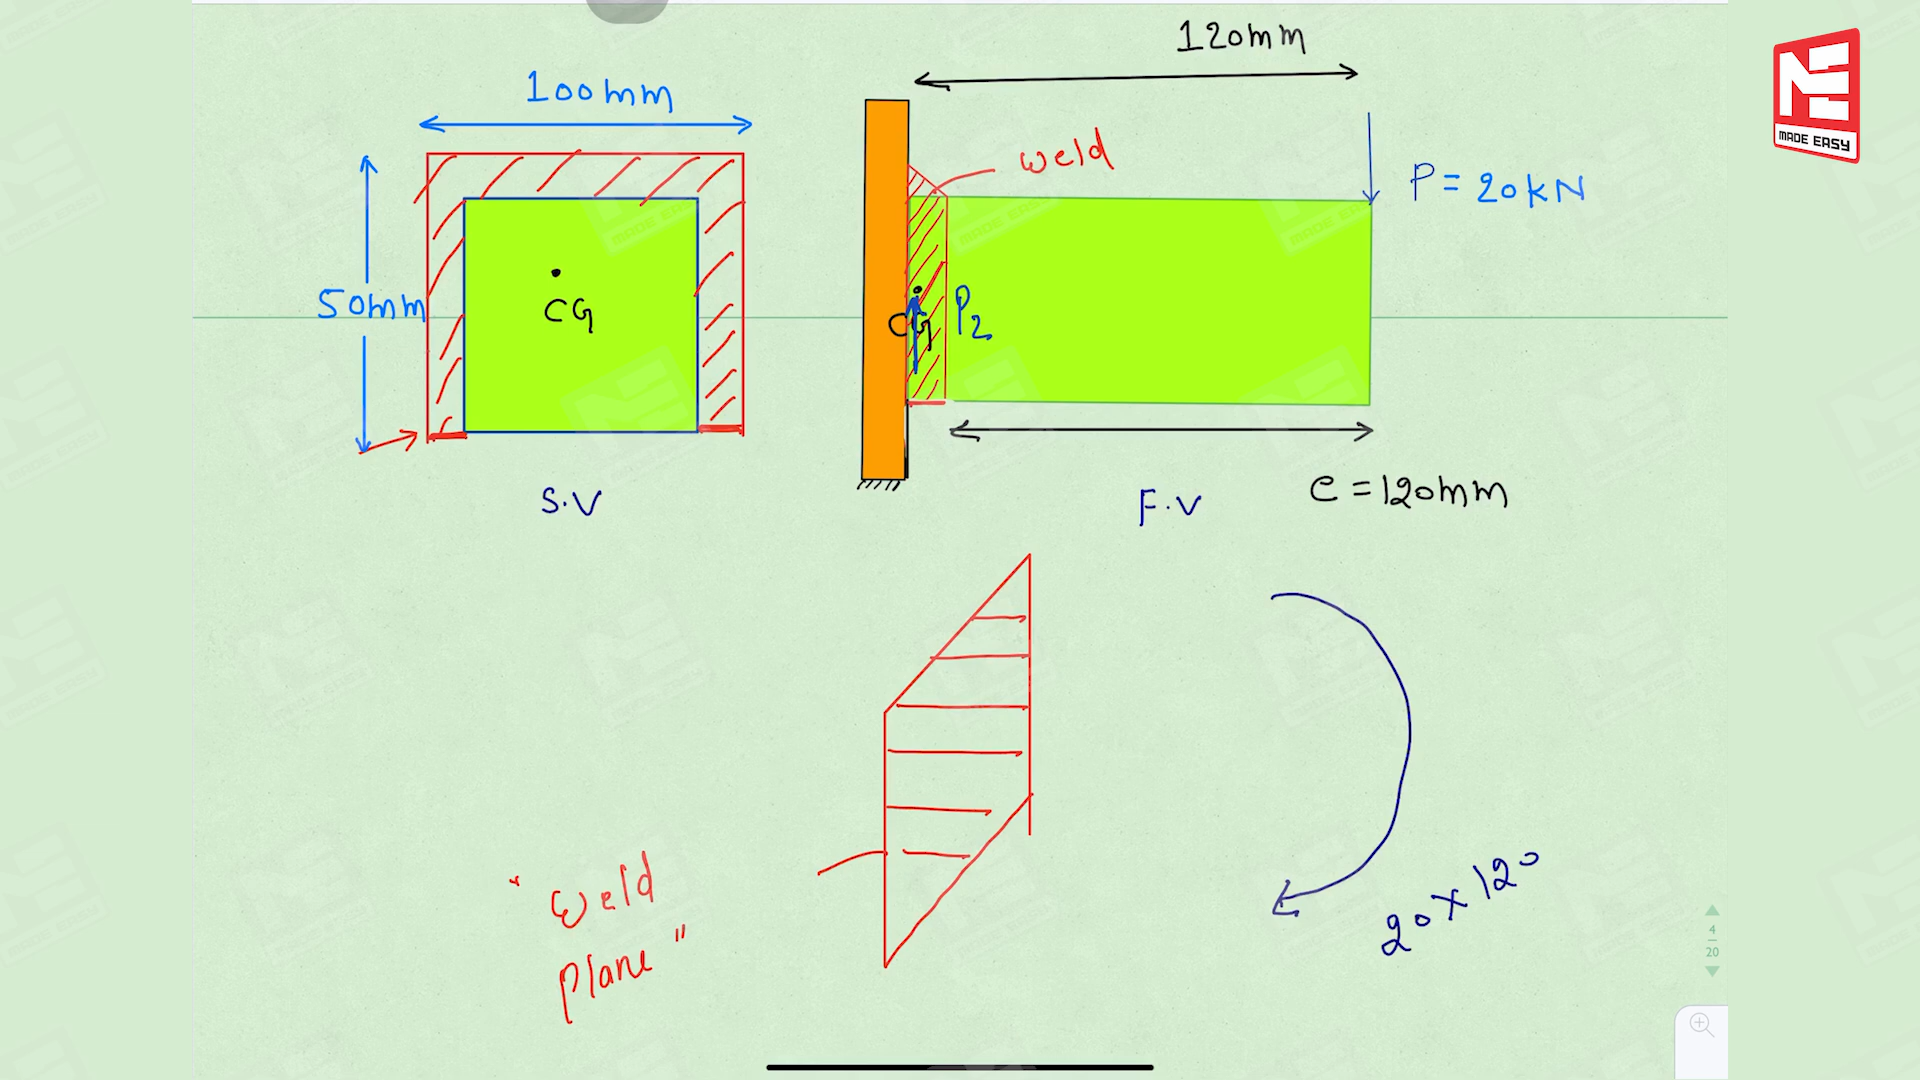 120mm
100mm
weld
P = 20kN
50mm
CG
CG
P2
S.V
F.V
e = 120mm
20 X 120
"Weld
Plane"
MADE EASY
4
20